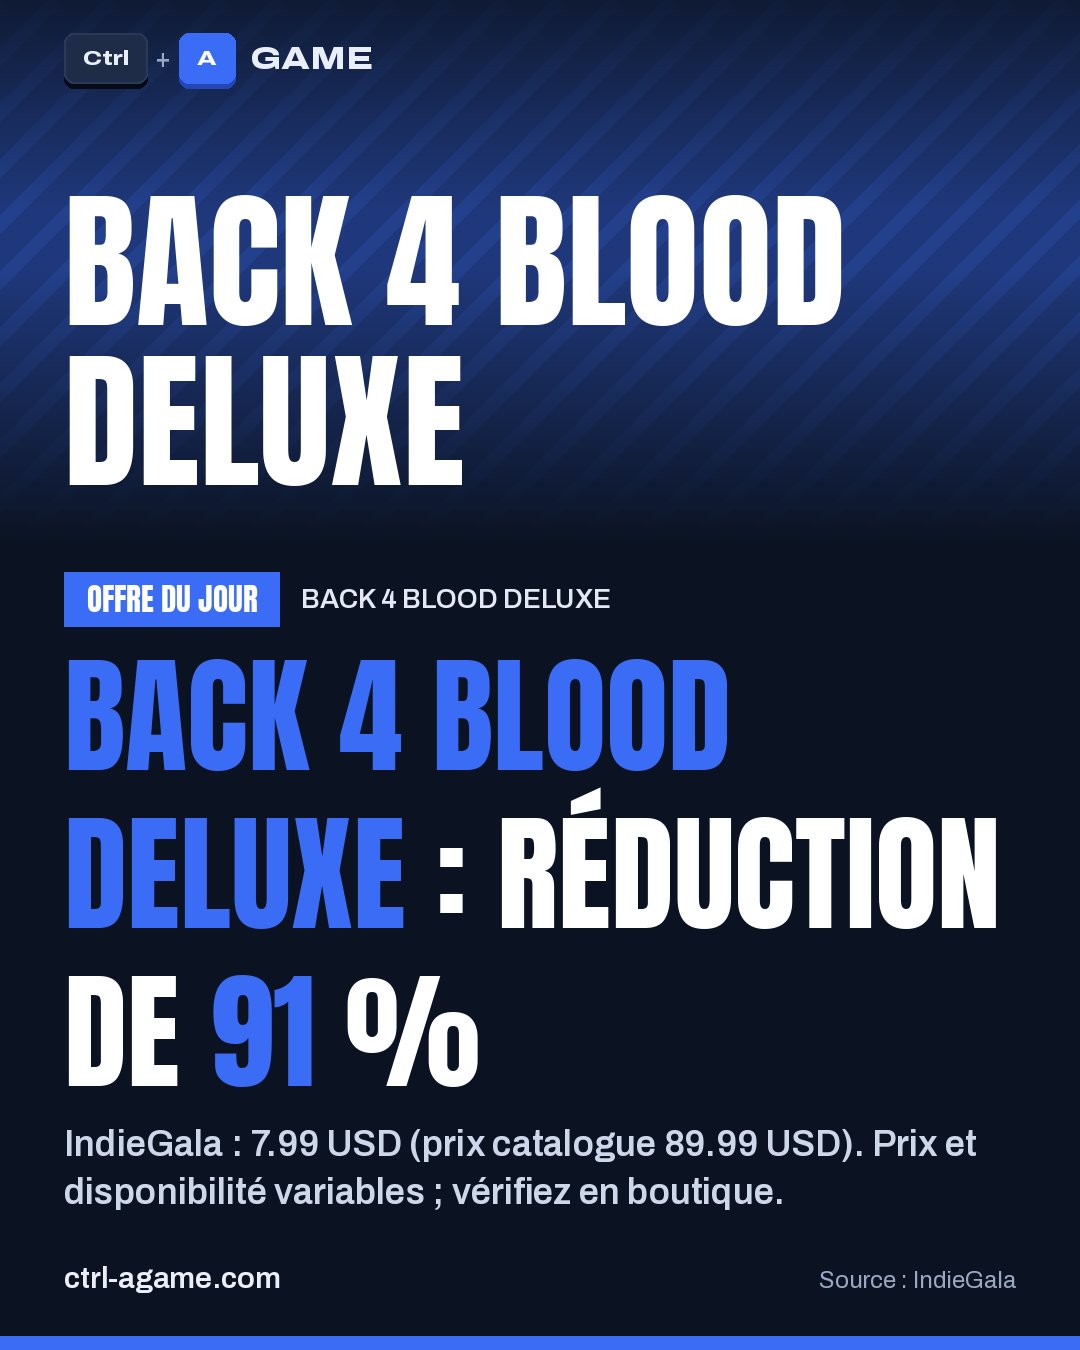 Ctrl + A GAME
BACK 4 BLOOD
DELUXE
OFFRE DU JOUR BACK 4 BLOOD DELUXE
BACK 4 BLOOD
DELUXE : RÉDUCTION
DE 91 %
IndieGala : 7.99 USD (prix catalogue 89.99 USD). Prix et
disponibilité variables ; vérifiez en boutique.
ctrl-agame.com
Source : IndieGala